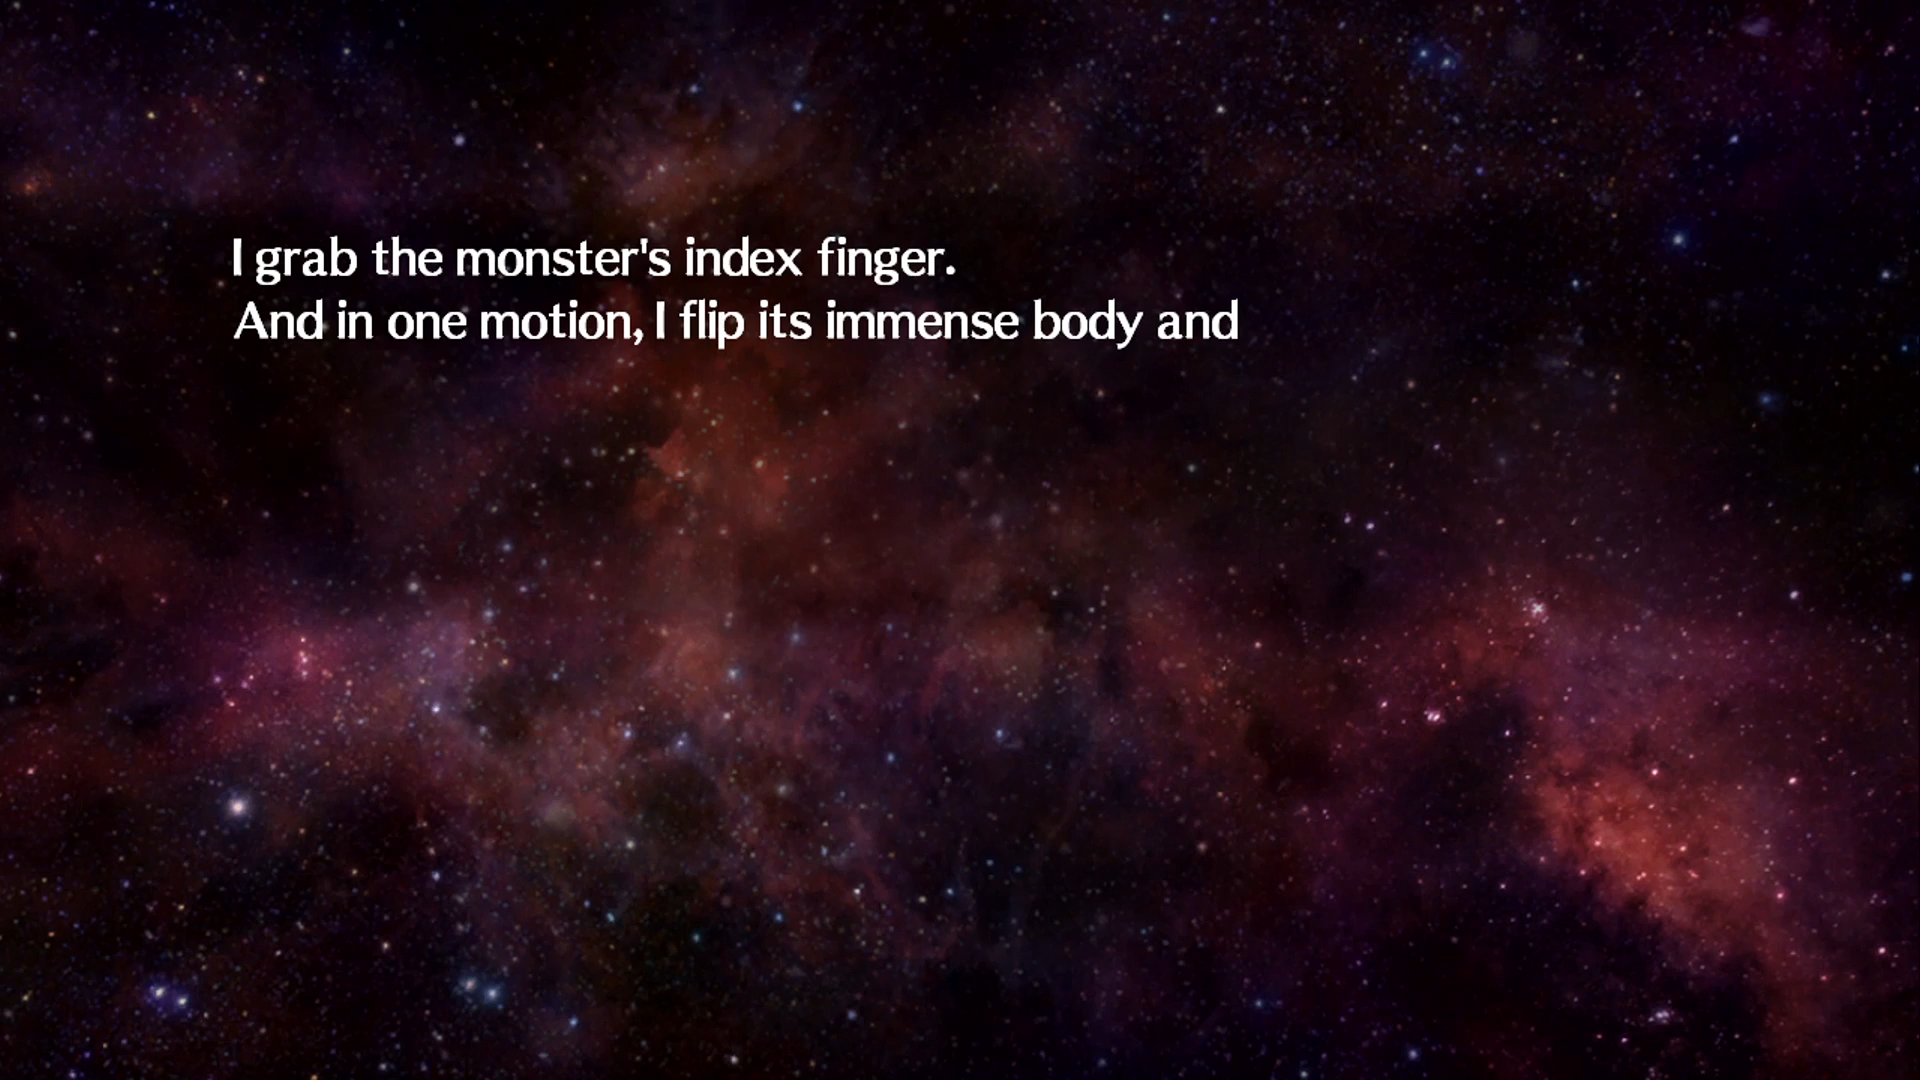 I grab the monster's index finger.
And in one motion, I flip its immense body and